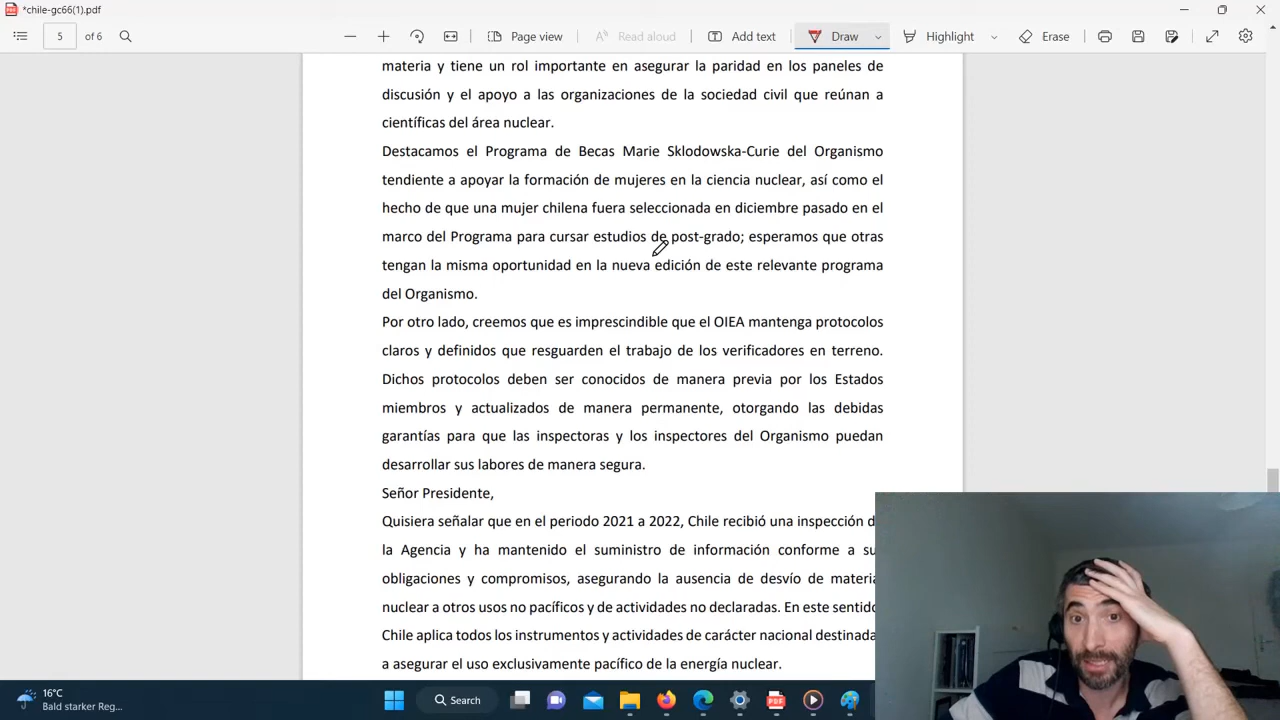 *chile-gc66(1).pdf
5 of 6 Page view Read aloud Add text Draw Highlight Erase
materia y tiene un rol importante en asegurar la paridad en los paneles de
discusión y el apoyo a las organizaciones de la sociedad civil que reúnan a
científicas del área nuclear.
Destacamos el Programa de Becas Marie Sklodowska-Curie del Organismo
tendiente a apoyar la formación de mujeres en la ciencia nuclear, así como el
hecho de que una mujer chilena fuera seleccionada en diciembre pasado en el
marco del Programa para cursar estudios de post-grado; esperamos que otras
tengan la misma oportunidad en la nueva edición de este relevante programa
del Organismo.
Por otro lado, creemos que es imprescindible que el OIEA mantenga protocolos
claros y definidos que resguarden el trabajo de los verificadores en terreno.
Dichos protocolos deben ser conocidos de manera previa por los Estados
miembros y actualizados de manera permanente, otorgando las debidas
garantías para que las inspectoras y los inspectores del Organismo puedan
desarrollar sus labores de manera segura.
Señor Presidente,
Quisiera señalar que en el periodo 2021 a 2022, Chile recibió una inspección d
la Agencia y ha mantenido el suministro de información conforme a su
obligaciones y compromisos, asegurando la ausencia de desvío de materia
nuclear a otros usos no pacíficos y de actividades no declaradas. En este sentido
Chile aplica todos los instrumentos y actividades de carácter nacional destinada
a asegurar el uso exclusivamente pacífico de la energía nuclear.
16°C
Bald starker Reg...
Search